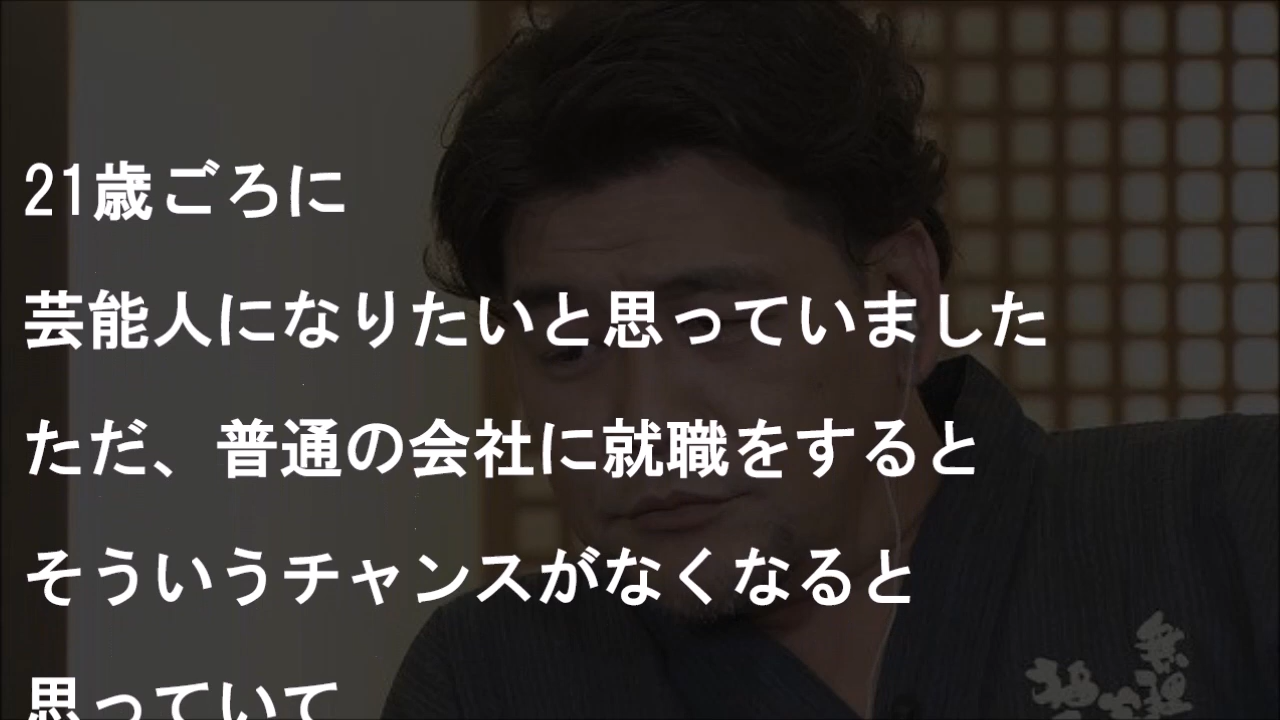 21歳ごろに
芸能人になりたいと思っていました
ただ、普通の会社に就職をすると
そういうチャンスがなくなると
思っていて